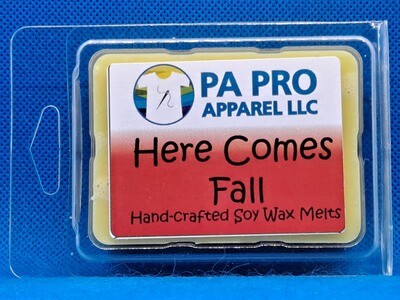 PA PRO
APPAREL LLC
Here Comes
Fall
Hand-crafted Soy Wax Melts